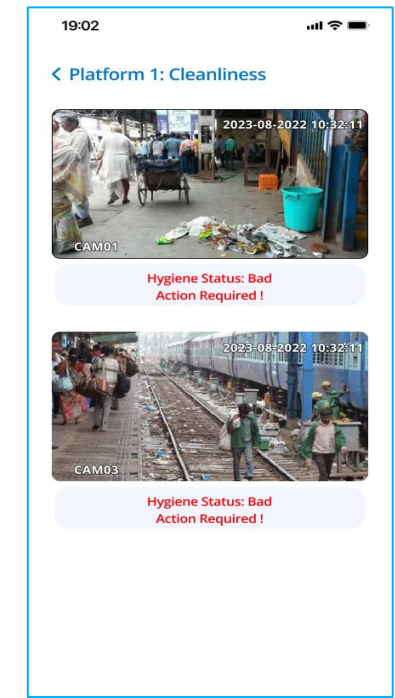 19:02
Platform 1: Cleanliness
2023-08-2022 10:32:11
CAM01
Hygiene Status: Bad
Action Required !
2023-08-2022 10:32:11
CAM03
Hygiene Status: Bad
Action Required !